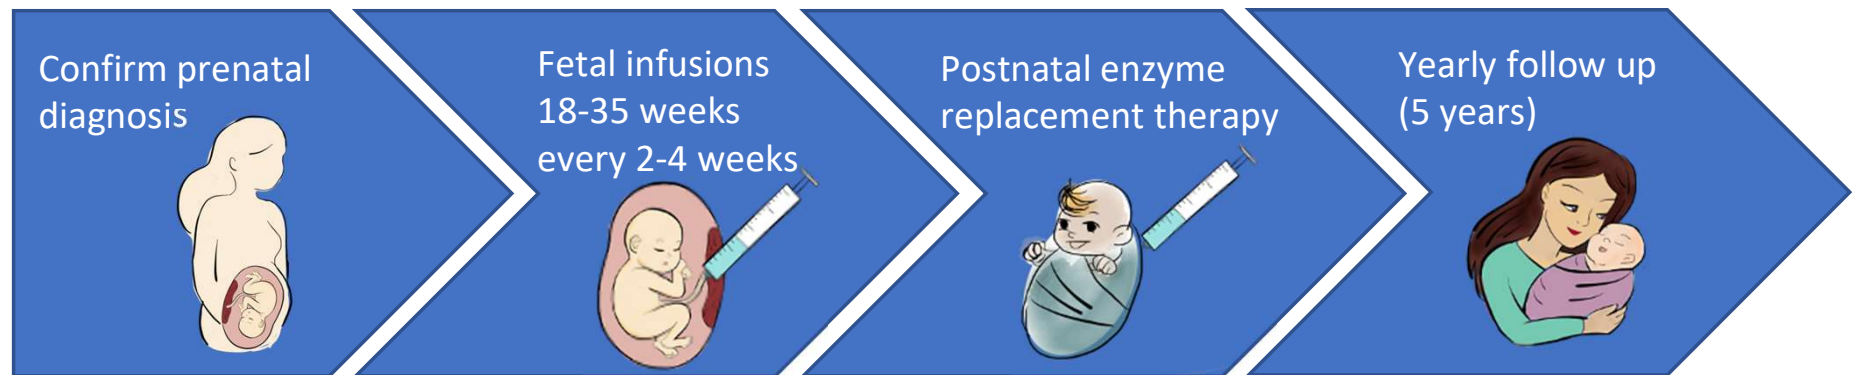 Confirm prenatal
diagnosis
Fetal infusions
18-35 weeks
every 2-4 weeks
Postnatal enzyme
replacement therapy
Yearly follow up
(5 years)